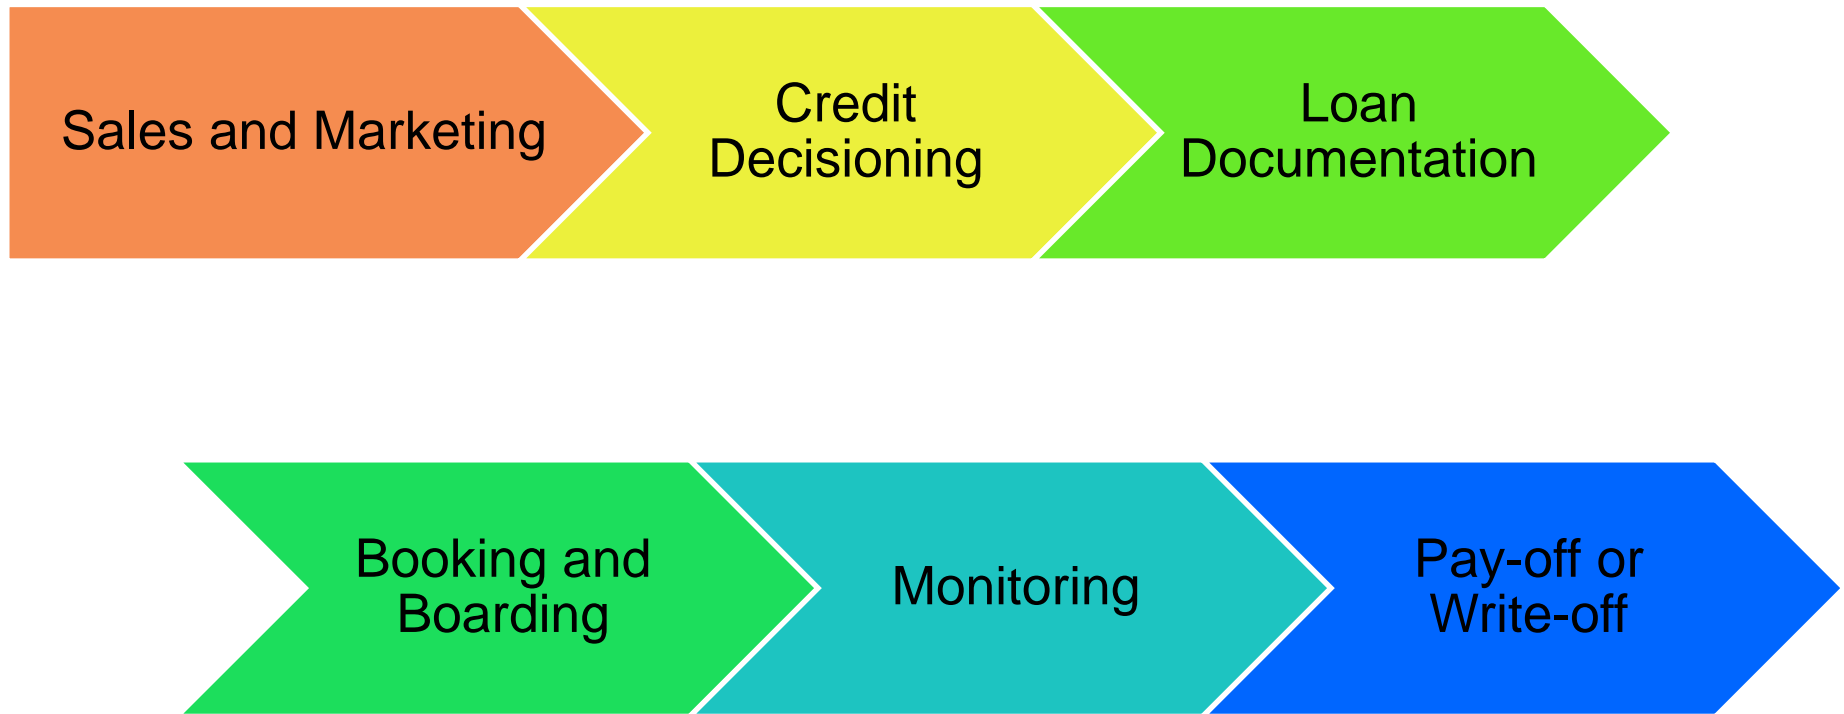 Sales and Marketing
Credit
Decisioning
Loan
Documentation
Booking and
Boarding
Monitoring
Pay-off or
Write-off